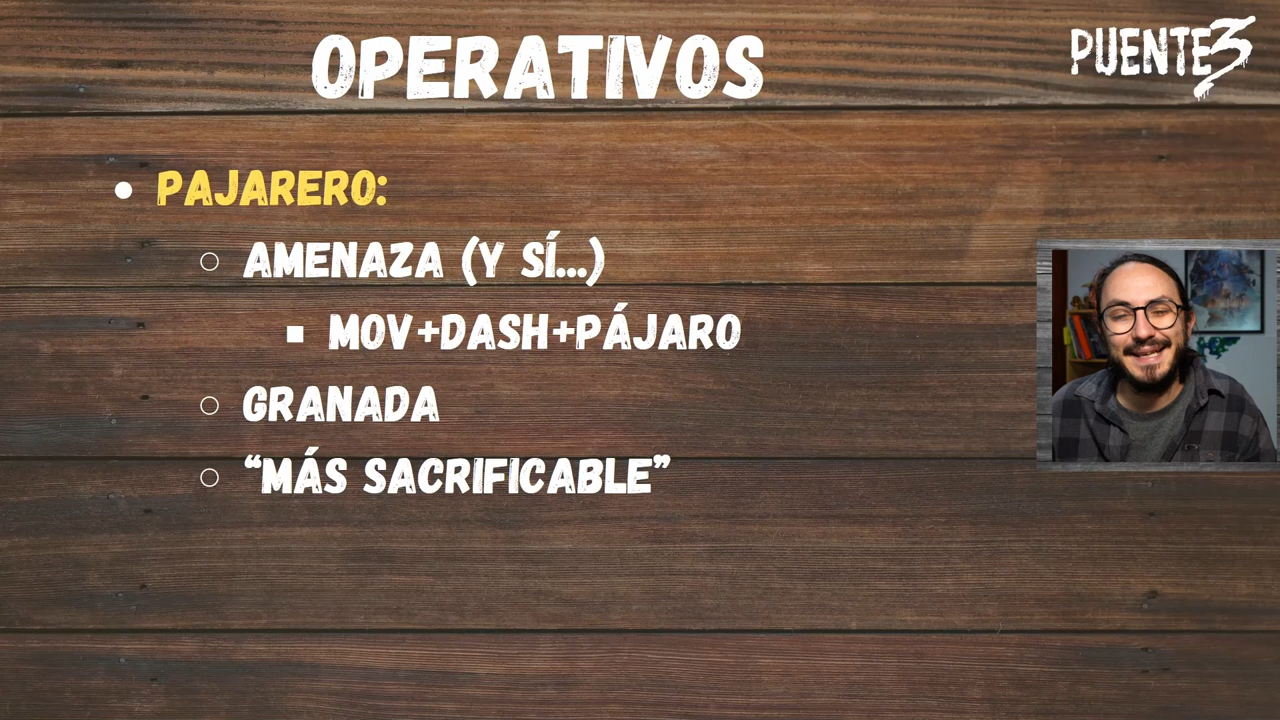 OPERATIVOS
PUENTE3
PAJARERO:
AMENAZA (Y SÍ...)
MOV+DASH+PÁJARO
GRANADA
“MÁS SACRIFICABLE”